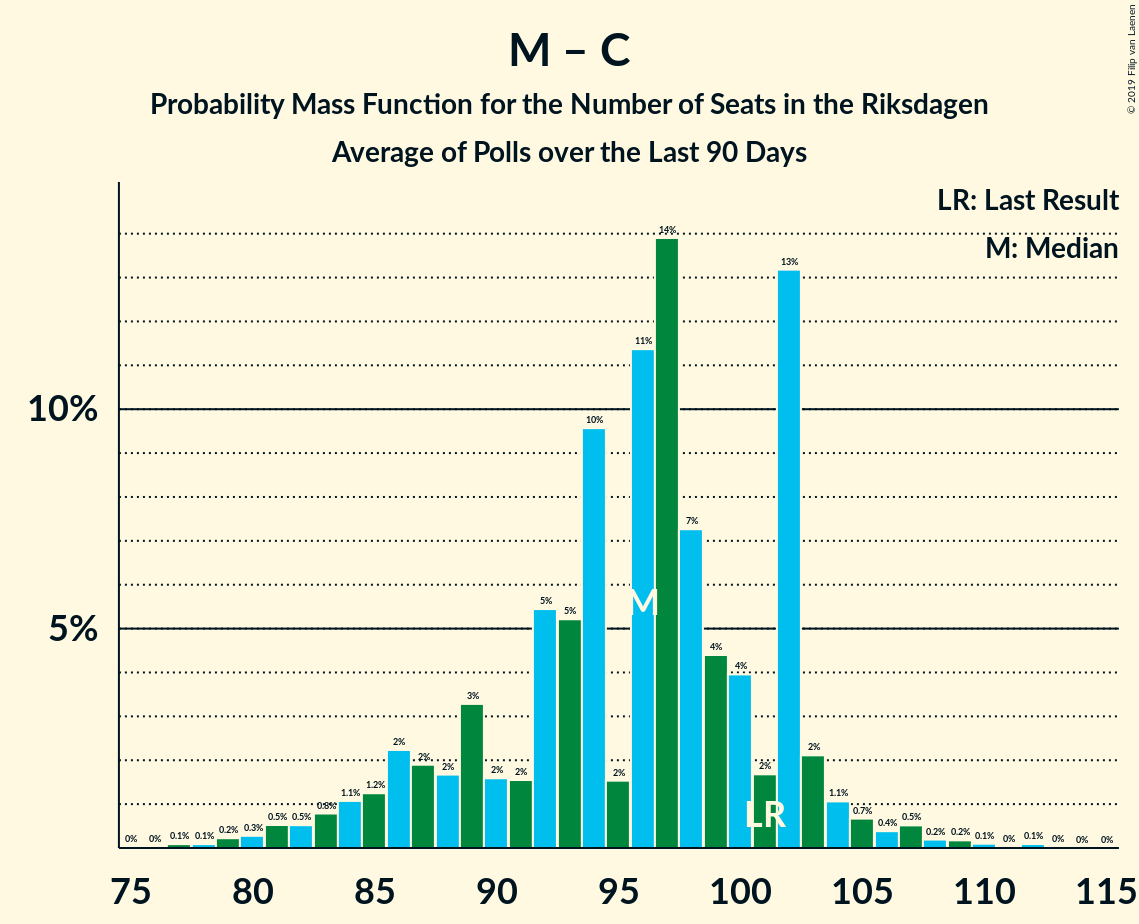 M – C
Probability Mass Function for the Number of Seats in the Riksdagen
Average of Polls over the Last 90 Days
© 2019 Filip van Laenen
LR: Last Result
M: Median
10%
5%
0% 0% 0.1% 0.1% 0.2% 0.3% 0.5% 0.5% 0.8% 1.1% 1.2% 2% 2% 2% 3% 2% 2% 5% 5% 10% 2% 11% 14% 7% 4% 4% 2% 13% 2% 1.1% 0.7% 0.4% 0.5% 0.2% 0.2% 0.1% 0% 0.1% 0% 0% 0%
M
LR
75 80 85 90 95 100 105 110 115